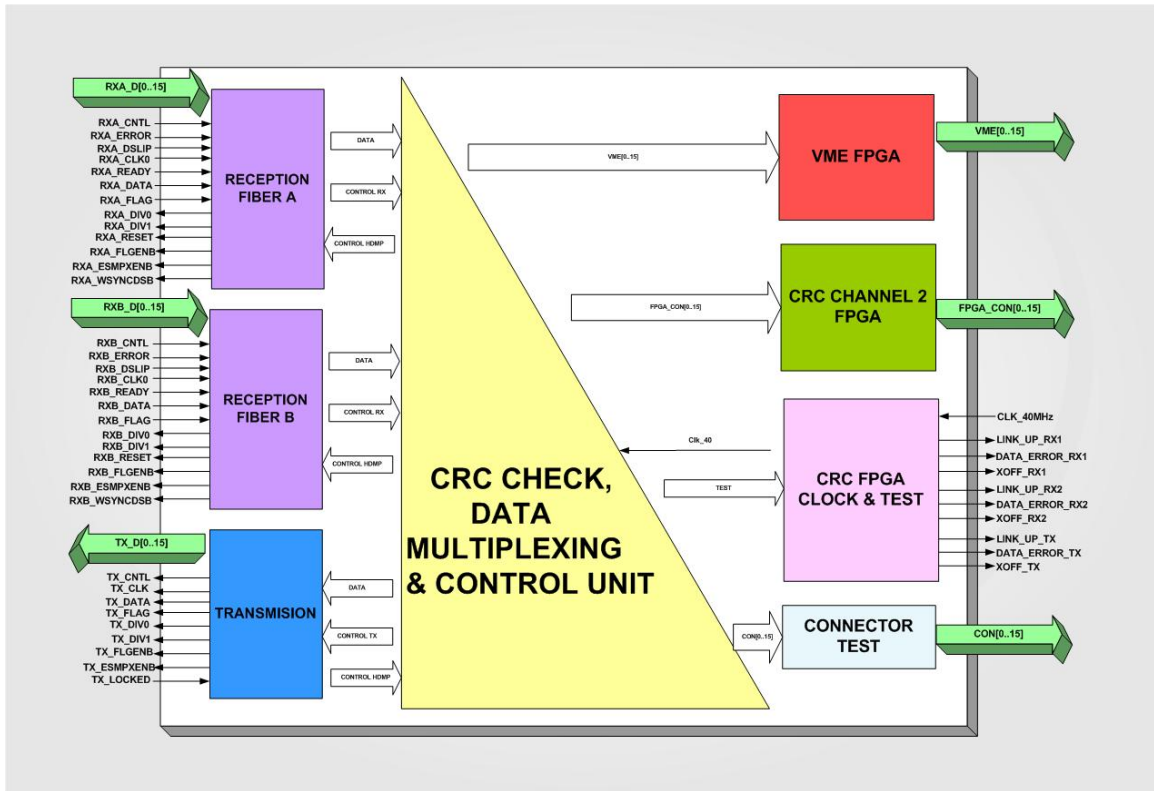 RXA_D[0..15]
RXA_CNTL
RXA_ERROR
RXA_DSLIP
RXA_CLK0
RXA_READY
RXA_DATA
RXA_FLAG
RXA_DIV0
RXA_DIV1
RXA_RESET
RXA_FLGENB
RXA_ESMPXENB
RXA_WSYNCDSB
RECEPTION
FIBER A
DATA
CONTROL RX
CONTROL HDMP
RXB_D[0..15]
RXB_CNTL
RXB_ERROR
RXB_DSLIP
RXB_CLK0
RXB_READY
RXB_DATA
RXB_FLAG
RXB_DIV0
RXB_DIV1
RXB_RESET
RXB_FLGENB
RXB_ESMPXENB
RXB_WSYNCDSB
RECEPTION
FIBER B
DATA
CONTROL RX
CONTROL HDMP
TX_D[0..15]
TX_CNTL
TX_CLK
TX_DATA
TX_FLAG
TX_DIV0
TX_DIV1
TX_FLGENB
TX_ESMPXENB
TX_LOCKED
TRANSMISION
DATA
CONTROL TX
CONTROL HDMP
CRC CHECK,
DATA
MULTIPLEXING
& CONTROL UNIT
VME[0..15]
VME FPGA
VME[0..15]
FPGA_CON[0..15]
CRC CHANNEL 2
FPGA
FPGA_CON[0..15]
Clk_40
TEST
CRC FPGA
CLOCK & TEST
CLK_40MHz
LINK_UP_RX1
DATA_ERROR_RX1
XOFF_RX1
LINK_UP_RX2
DATA_ERROR_RX2
XOFF_RX2
LINK_UP_TX
DATA_ERROR_TX
XOFF_TX
CON[0..15]
CONNECTOR
TEST
CON[0..15]